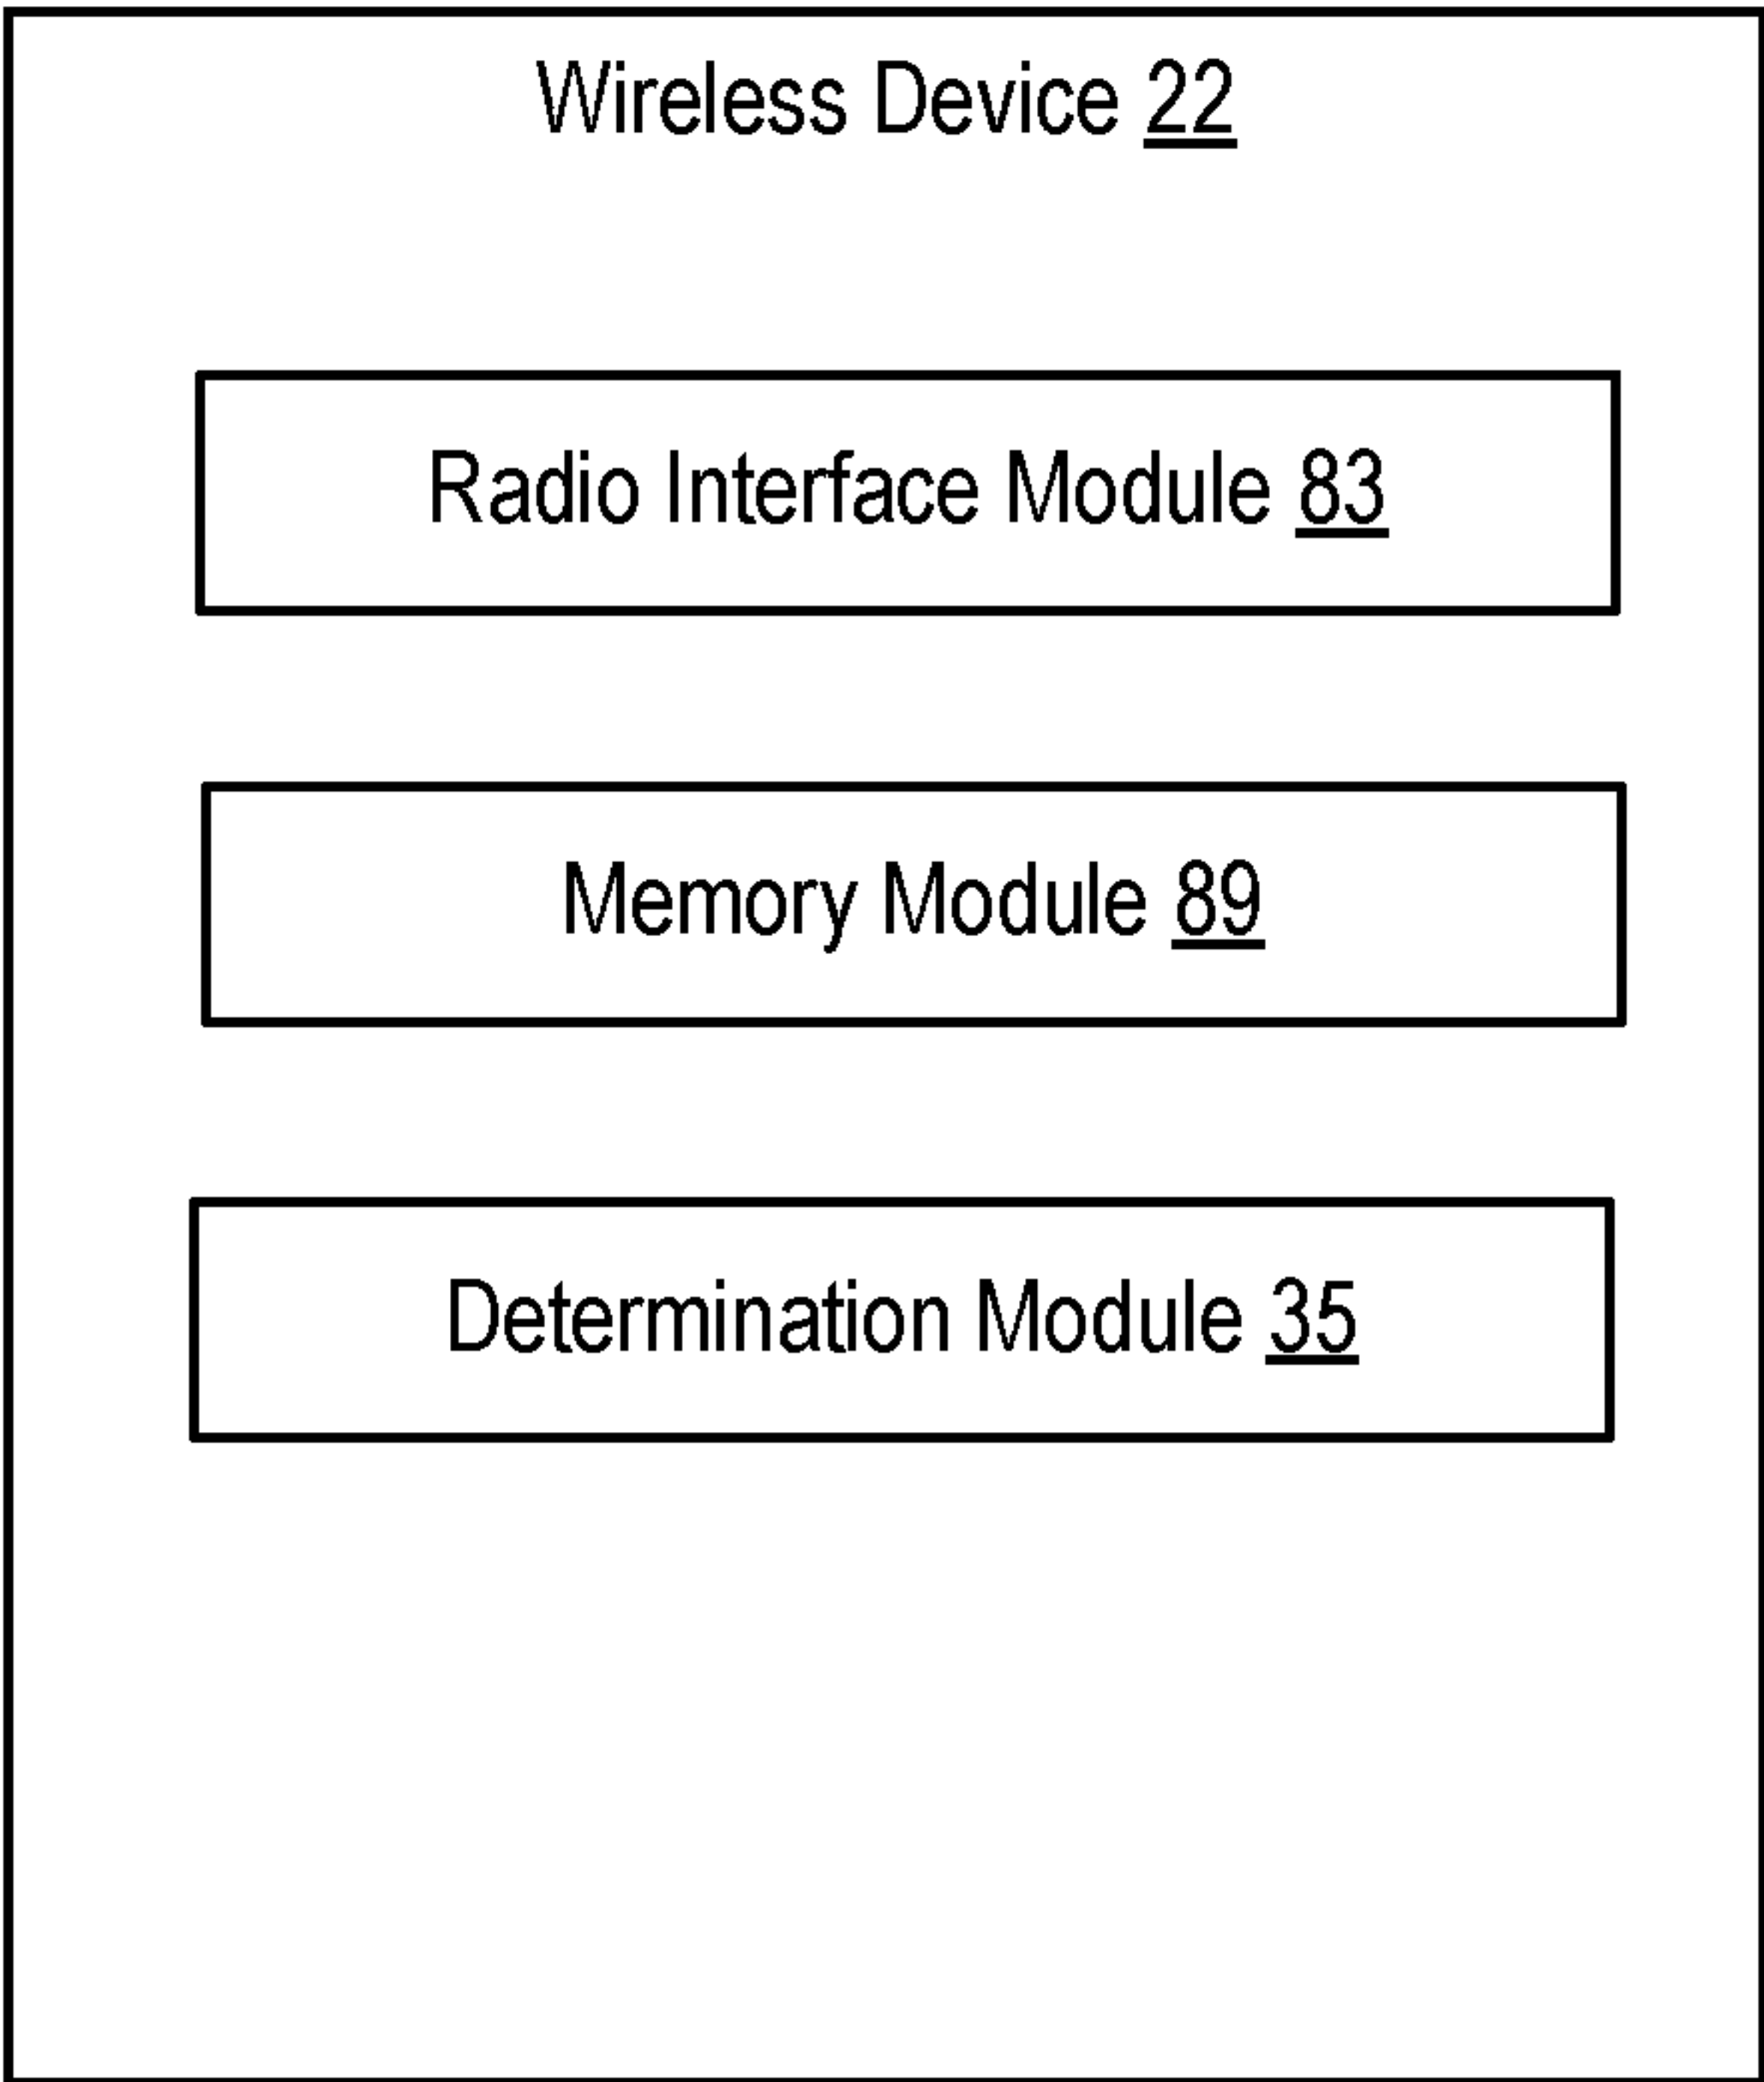 Wireless Device 22
Radio Interface Module 83
Memory Module 89
Determination Module 35